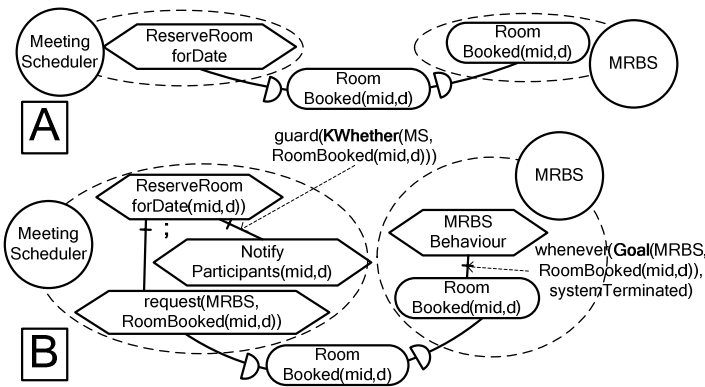 Meeting
Scheduler
ReserveRoom
forDate
Room
Booked(mid,d)
Room
Booked(mid,d)
MRBS
A
guard(KWhether(MS,
RoomBooked(mid,d)))
ReserveRoom
forDate(mid,d))
;
Meeting
Scheduler
Notify
Participants(mid,d)
request(MRBS,
RoomBooked(mid,d))
MRBS
MRBS
Behaviour
whenever(Goal(MRBS,
RoomBooked(mid,d)),
systemTerminated)
Room
Booked(mid,d)
Room
Booked(mid,d)
B